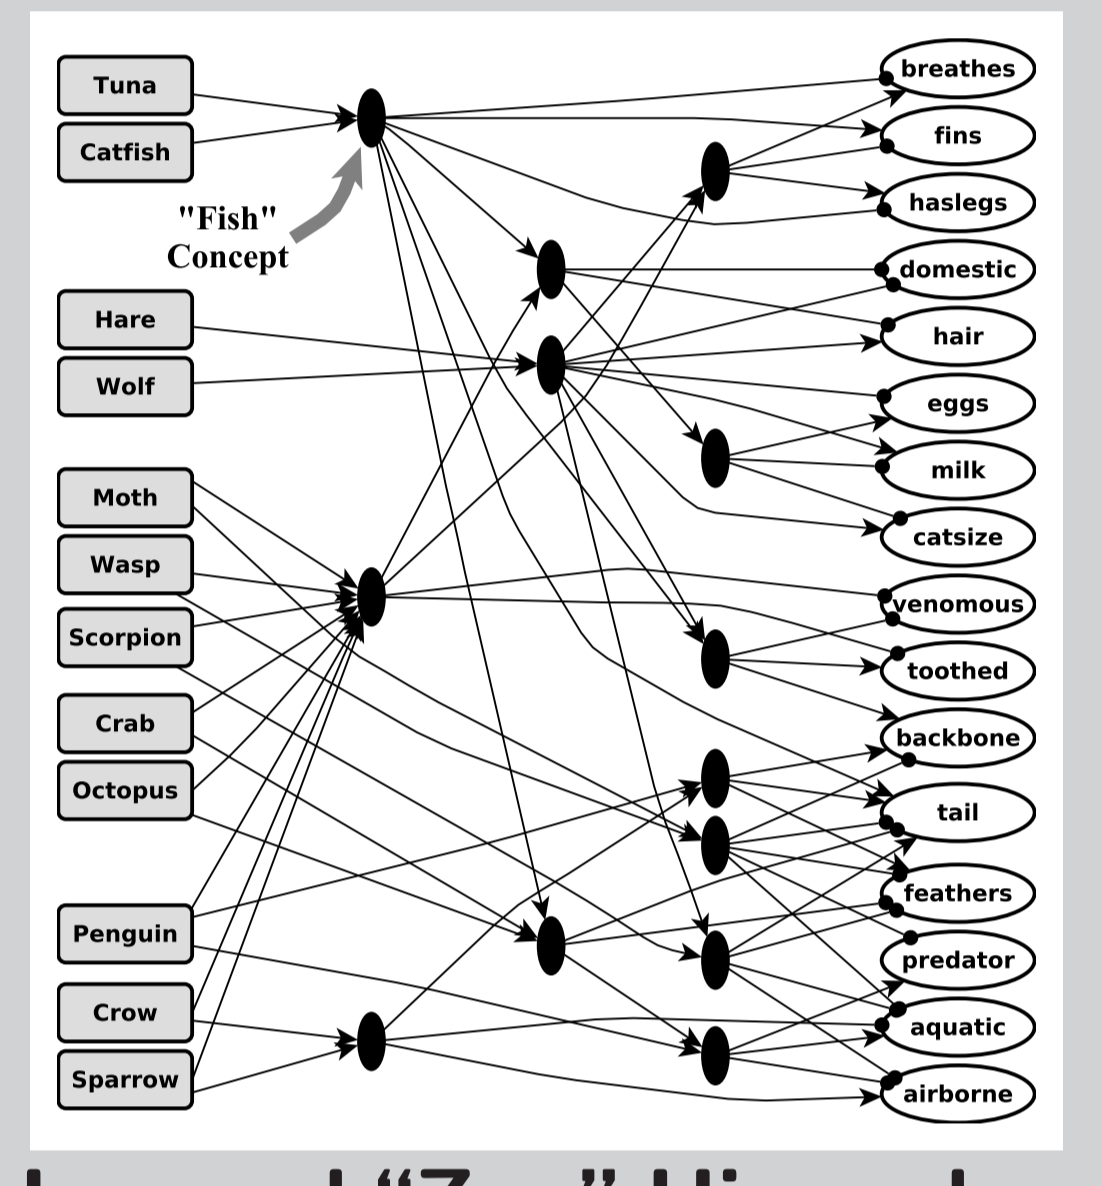 Tuna
Catfish
"Fish"
Concept
Hare
Wolf
Moth
Wasp
Scorpion
Crab
Octopus
Penguin
Crow
Sparrow
breathes
fins
haslegs
domestic
hair
eggs
milk
catsize
venomous
toothed
backbone
tail
feathers
predator
aquatic
airborne